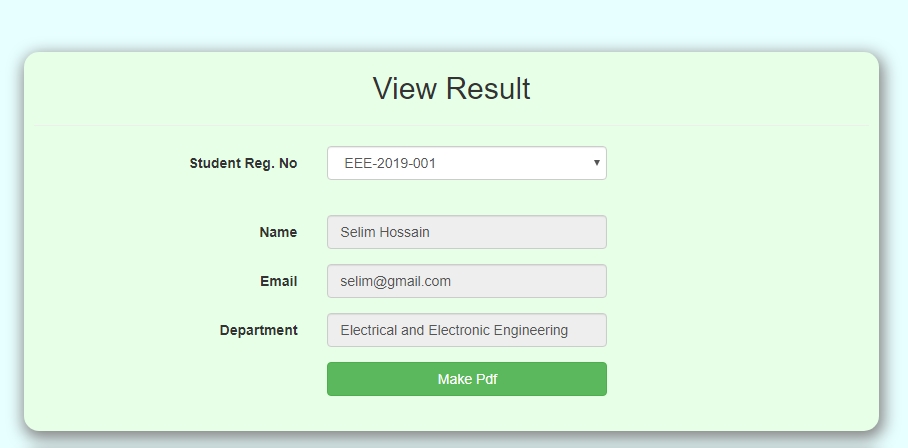 View Result
Student Reg. No EEE-2019-001
Name Selim Hossain
Email selim@gmail.com
Department Electrical and Electronic Engineering
Make Pdf